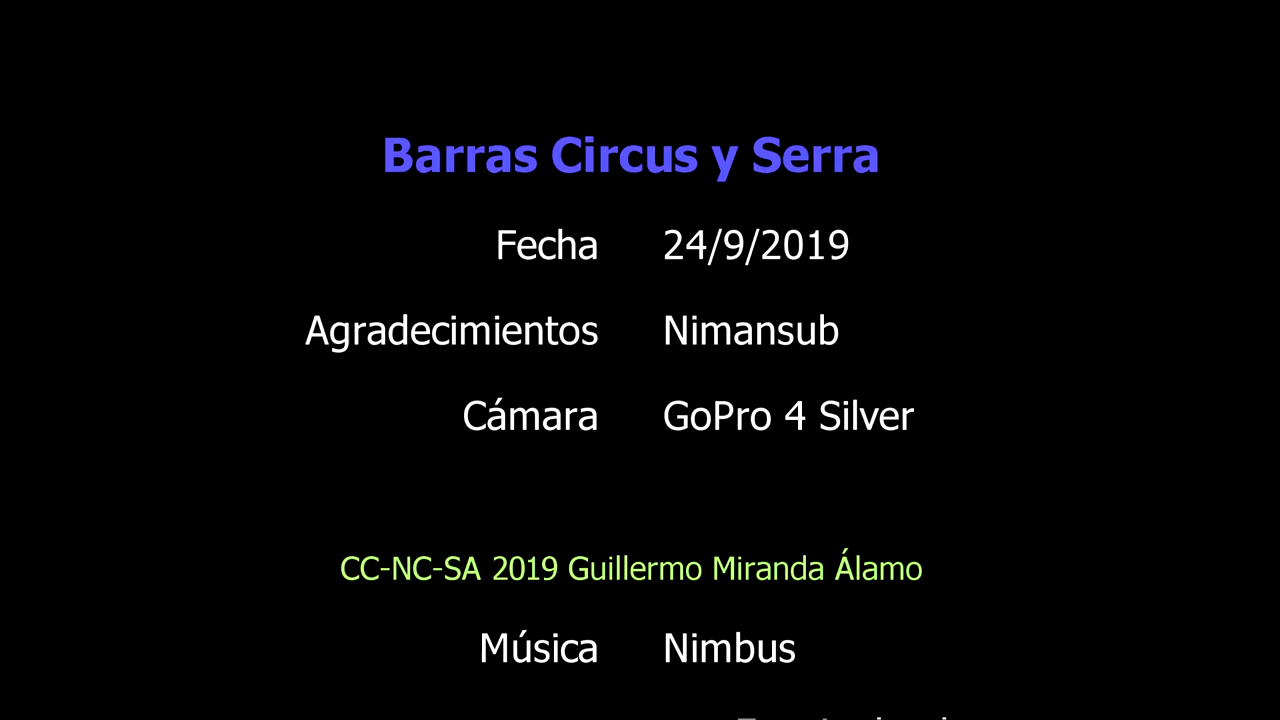 Barras Circus y Serra
Fecha 24/9/2019
Agradecimientos Nimansub
Cámara GoPro 4 Silver
CC-NC-SA 2019 Guillermo Miranda Álamo
Música Nimbus